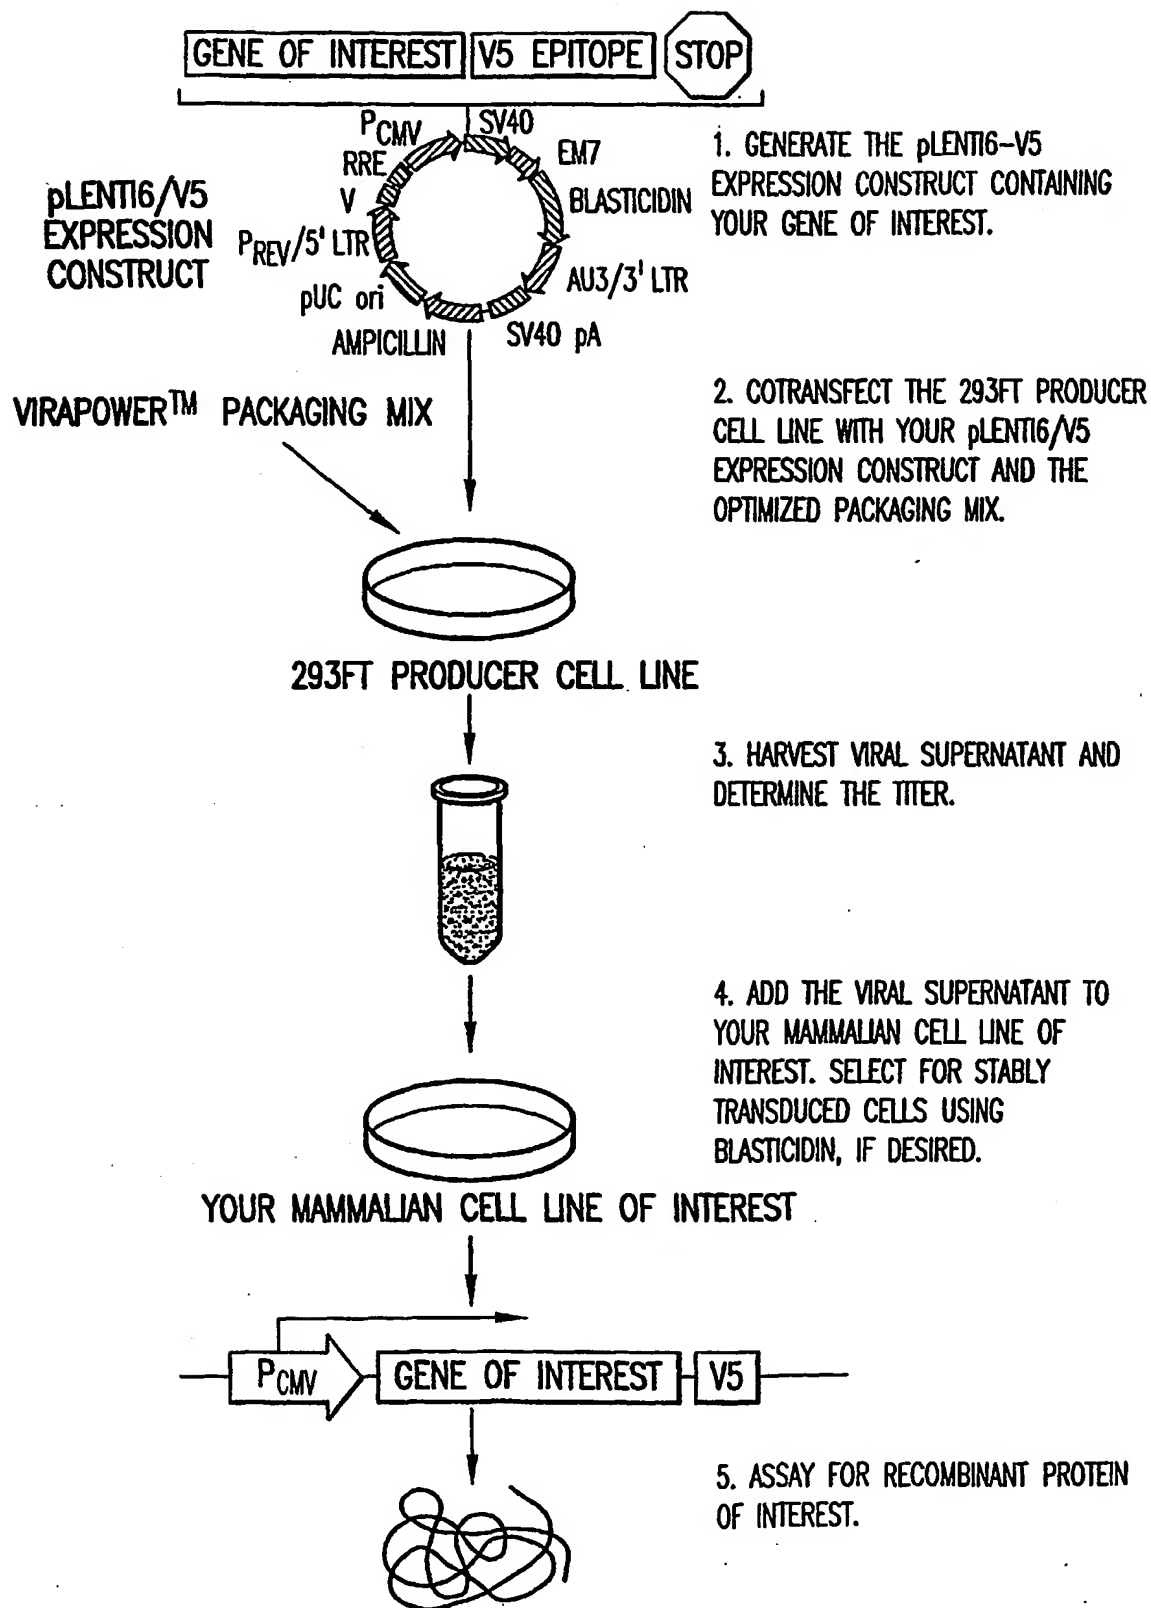 GENE OF INTEREST V5 EPITOPE STOP
PCMV
SV40
RRE
EM7
V
BLASTICIDIN
PREV/5' LTR
AU3/3' LTR
pUC ori
SV40 pA
AMPICILLIN
pLENTI6/V5
EXPRESSION
CONSTRUCT
1. GENERATE THE pLENTI6-V5
EXPRESSION CONSTRUCT CONTAINING
YOUR GENE OF INTEREST.
VIRAPOWER™ PACKAGING MIX
2. COTRANSFECT THE 293FT PRODUCER
CELL LINE WITH YOUR pLENTI6/V5
EXPRESSION CONSTRUCT AND THE
OPTIMIZED PACKAGING MIX.
293FT PRODUCER CELL LINE
3. HARVEST VIRAL SUPERNATANT AND
DETERMINE THE TITER.
4. ADD THE VIRAL SUPERNATANT TO
YOUR MAMMALIAN CELL LINE OF
INTEREST. SELECT FOR STABLY
TRANSDUCED CELLS USING
BLASTICIDIN, IF DESIRED.
YOUR MAMMALIAN CELL LINE OF INTEREST
PCMV GENE OF INTEREST V5
5. ASSAY FOR RECOMBINANT PROTEIN
OF INTEREST.